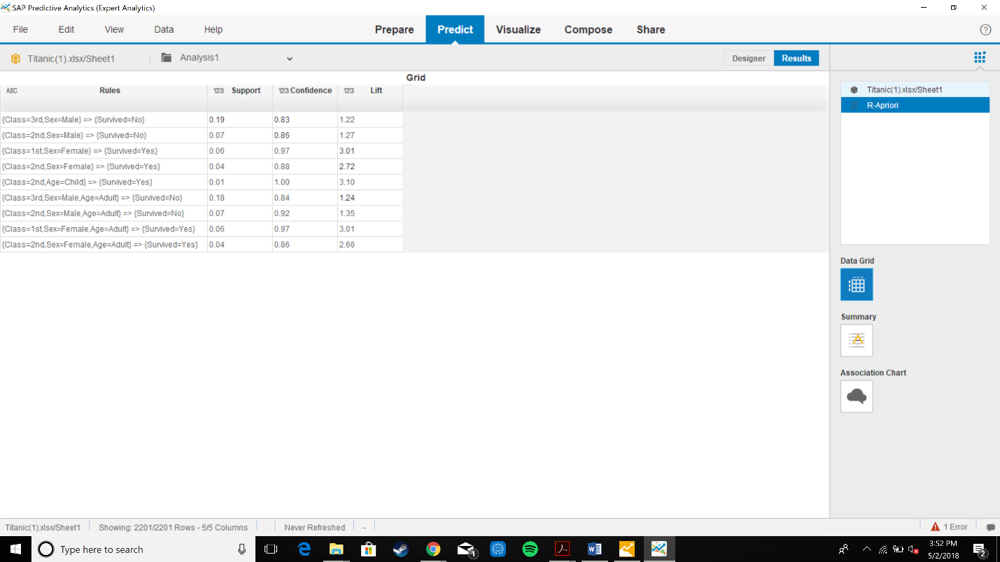 SAP Predictive Analytics (Expert Analytics)
File Edit View Data Help Prepare Predict Visualize Compose Share ?
Titanic(1).xlsx/Sheet1 Analysis1 Designer Results
Grid
ABC Rules 123 Support 123 Confidence 123 Lift
{Class=3rd,Sex=Male} => {Survived=No} 0.19 0.83 1.22
{Class=2nd,Sex=Male} => {Survived=No} 0.07 0.86 1.27
{Class=1st,Sex=Female} => {Survived=Yes} 0.06 0.97 3.01
{Class=2nd,Sex=Female} => {Survived=Yes} 0.04 0.88 2.72
{Class=2nd,Age=Child} => {Survived=Yes} 0.01 1.00 3.10
{Class=3rd,Sex=Male,Age=Adult} => {Survived=No} 0.18 0.84 1.24
{Class=2nd,Sex=Male,Age=Adult} => {Survived=No} 0.07 0.92 1.35
{Class=1st,Sex=Female,Age=Adult} => {Survived=Yes} 0.06 0.97 3.01
{Class=2nd,Sex=Female,Age=Adult} => {Survived=Yes} 0.04 0.86 2.66
Titanic(1).xlsx/Sheet1
R-Apriori
Data Grid
Summary
Association Chart
Titanic(1).xlsx/Sheet1 Showing: 2201/2201 Rows - 5/5 Columns Never Refreshed - 1 Error
Type here to search 1 3:52 PM 2
5/2/2018